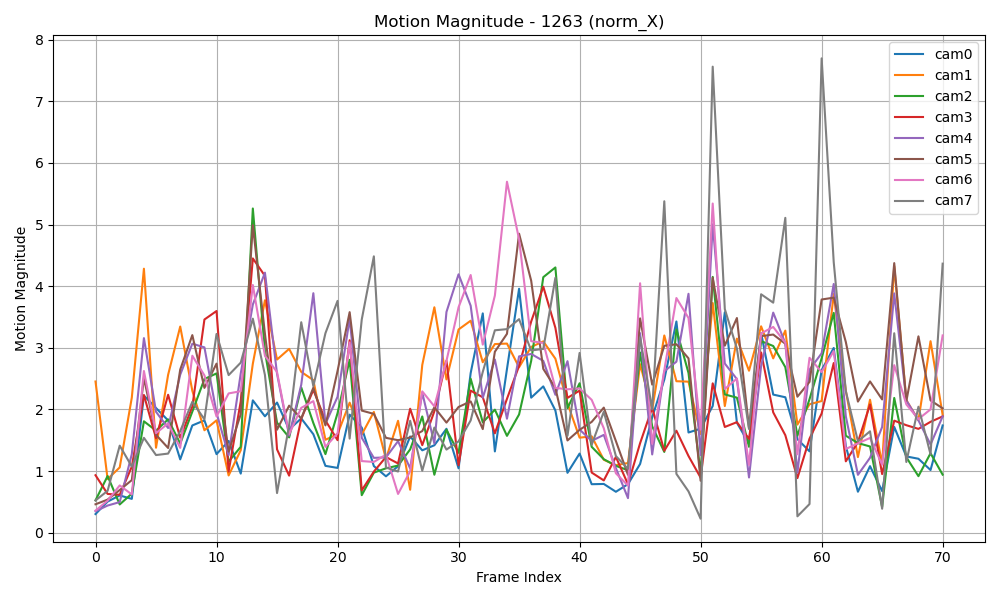 Motion Magnitude - 1263 (norm_X)
8
7
6
5
4
3
2
1
0
Motion Magnitude
0 10 20 30 40 50 60 70
Frame Index
cam0
cam1
cam2
cam3
cam4
cam5
cam6
cam7